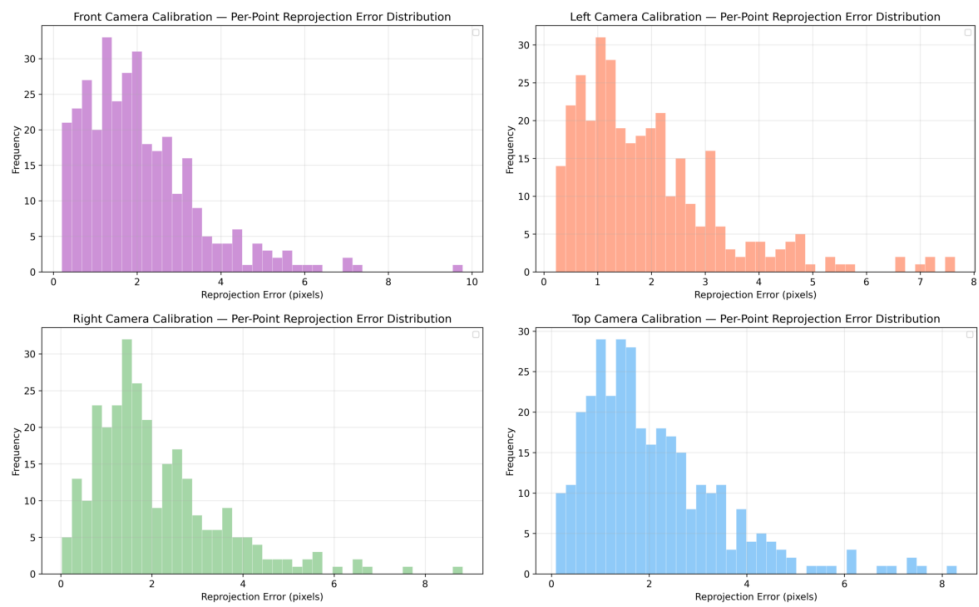 Front Camera Calibration — Per-Point Reprojection Error Distribution
30
25
20
15
10
5
0
Frequency
0 2 4 6 8 10
Reprojection Error (pixels)
Left Camera Calibration — Per-Point Reprojection Error Distribution
30
25
20
15
10
5
0
Frequency
0 1 2 3 4 5 6 7 8
Reprojection Error (pixels)
Right Camera Calibration — Per-Point Reprojection Error Distribution
30
25
20
15
10
5
0
Frequency
0 2 4 6 8
Reprojection Error (pixels)
Top Camera Calibration — Per-Point Reprojection Error Distribution
30
25
20
15
10
5
0
Frequency
0 2 4 6 8
Reprojection Error (pixels)